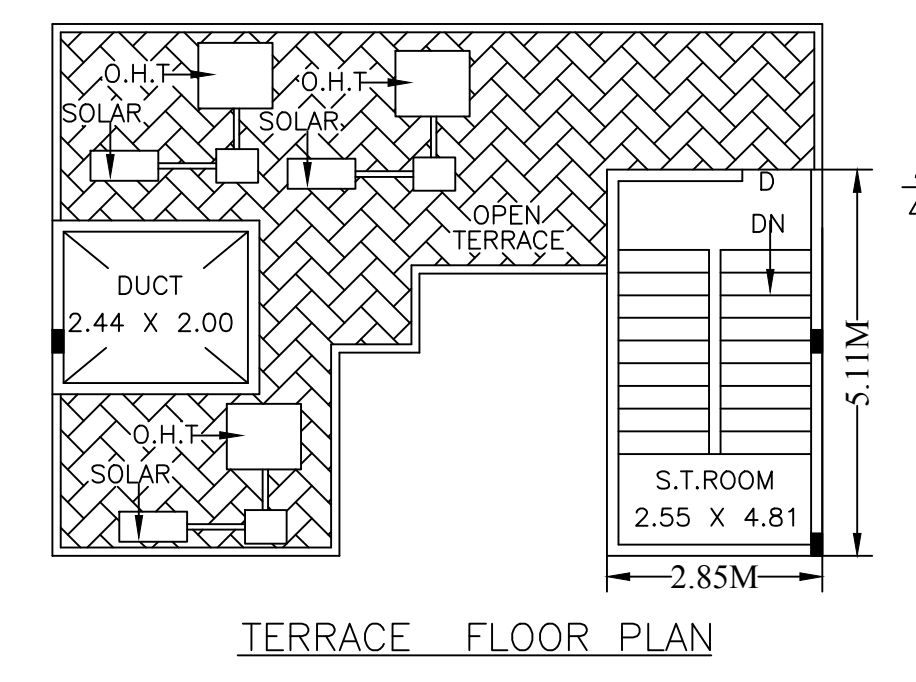 O.H.T
O.H.T
SOLAR
SOLAR
D
OPEN
TERRACE
DN
DUCT
2.44 X 2.00
5.11M
O.H.T
SOLAR
S.T.ROOM
2.55 X 4.81
2.85M
TERRACE FLOOR PLAN